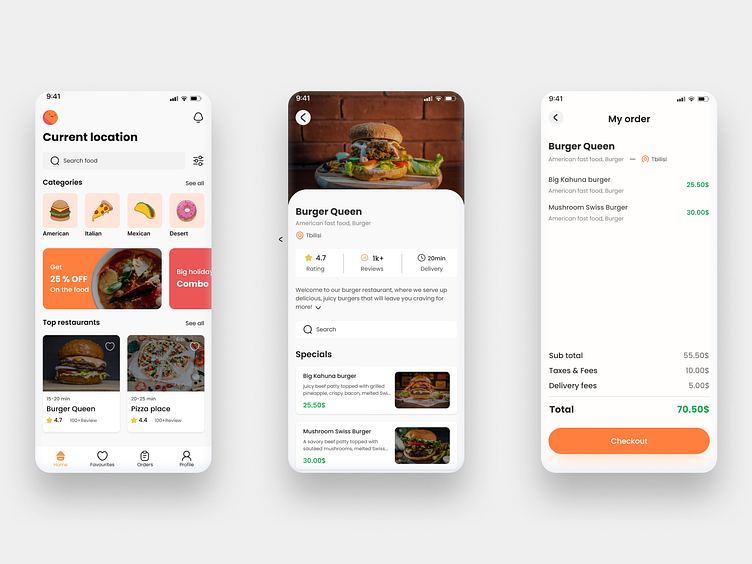 9:41
Current location
Search food
Categories
See all
American
Italian
Mexican
Desert
Get
25 % OFF
On the food
Big holiday
Combo
Top restaurants
See all
15-20 min
Burger Queen
4.7
100+Review
20-25 min
Pizza place
4.4
100+Review
Home
Favourites
Orders
Profile
9:41
Burger Queen
American fast food, Burger
Tbilisi
4.7
Rating
1k+
Reviews
20min
Delivery
Welcome to our burger restaurant, where we serve up
delicious, juicy burgers that will leave you craving for
more!
Search
Specials
Big Kahuna burger
juicy beef patty topped with grilled
pineapple, crispy bacon, melted Swi...
25.50$
Mushroom Swiss Burger
A savory beef patty topped with
sautéed mushrooms, melted Swiss...
30.00$
9:41
My order
Burger Queen
American fast food, Burger
Tbilisi
Big Kahuna burger
American fast food, Burger
25.50$
Mushroom Swiss Burger
American fast food, Burger
30.00$
Sub total
55.50$
Taxes & Fees
10.00$
Delivery fees
5.00$
Total
70.50$
Checkout